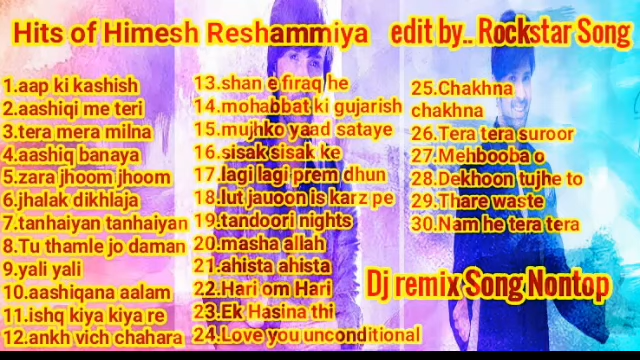 Hits of Himesh Reshammiya
edit by.. Rockstar Song
1.aap ki kashish
2.aashiqi me teri
3.tera mera milna
4.aashiq banaya
5.zara jhoom jhoom
6.jhalak dikhlaja
7.tanhaiyan tanhaiyan
8.Tu thamle jo daman
9.yali yali
10.aashiqana aalam
11.ishq kiya kiya re
12.ankh vich chahara
13.shan e firaq he
14.mohabbat ki gujarish
15.mujhko yaad sataye
16.sisak sisak ke
17.lagi lagi prem dhun
18.lut jauoon is karz pe
19.tandoori nights
20.masha allah
21.ahista ahista
22.Hari om Hari
23.Ek Hasina thi
24.Love you unconditional
25.Chakhna
chakhna
26.Tera tera suroor
27.Mehbooba o
28.Dekhoon tujhe to
29.Thare waste
30.Nam he tera tera
Dj remix Song Nontop